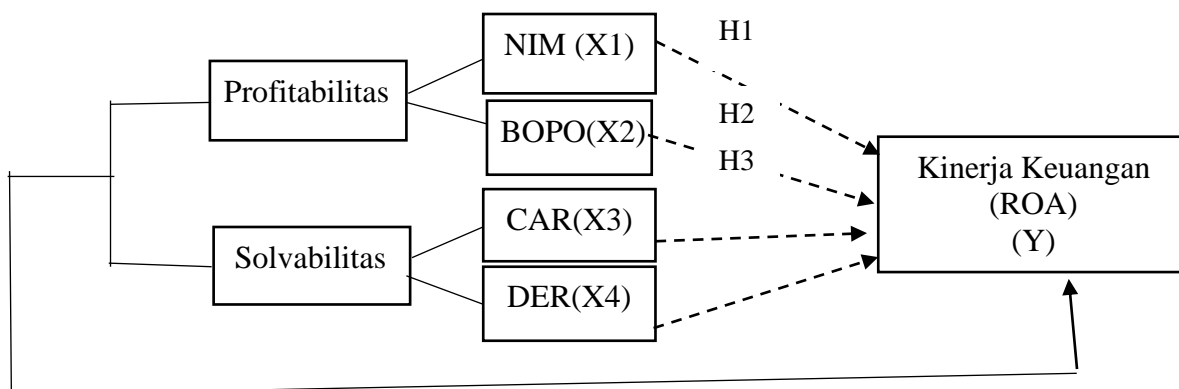 NIM (X1)
H1
Profitabilitas
BOPO(X2)
H2
H3
Kinerja Keuangan
(ROA)
(Y)
CAR(X3)
Solvabilitas
DER(X4)